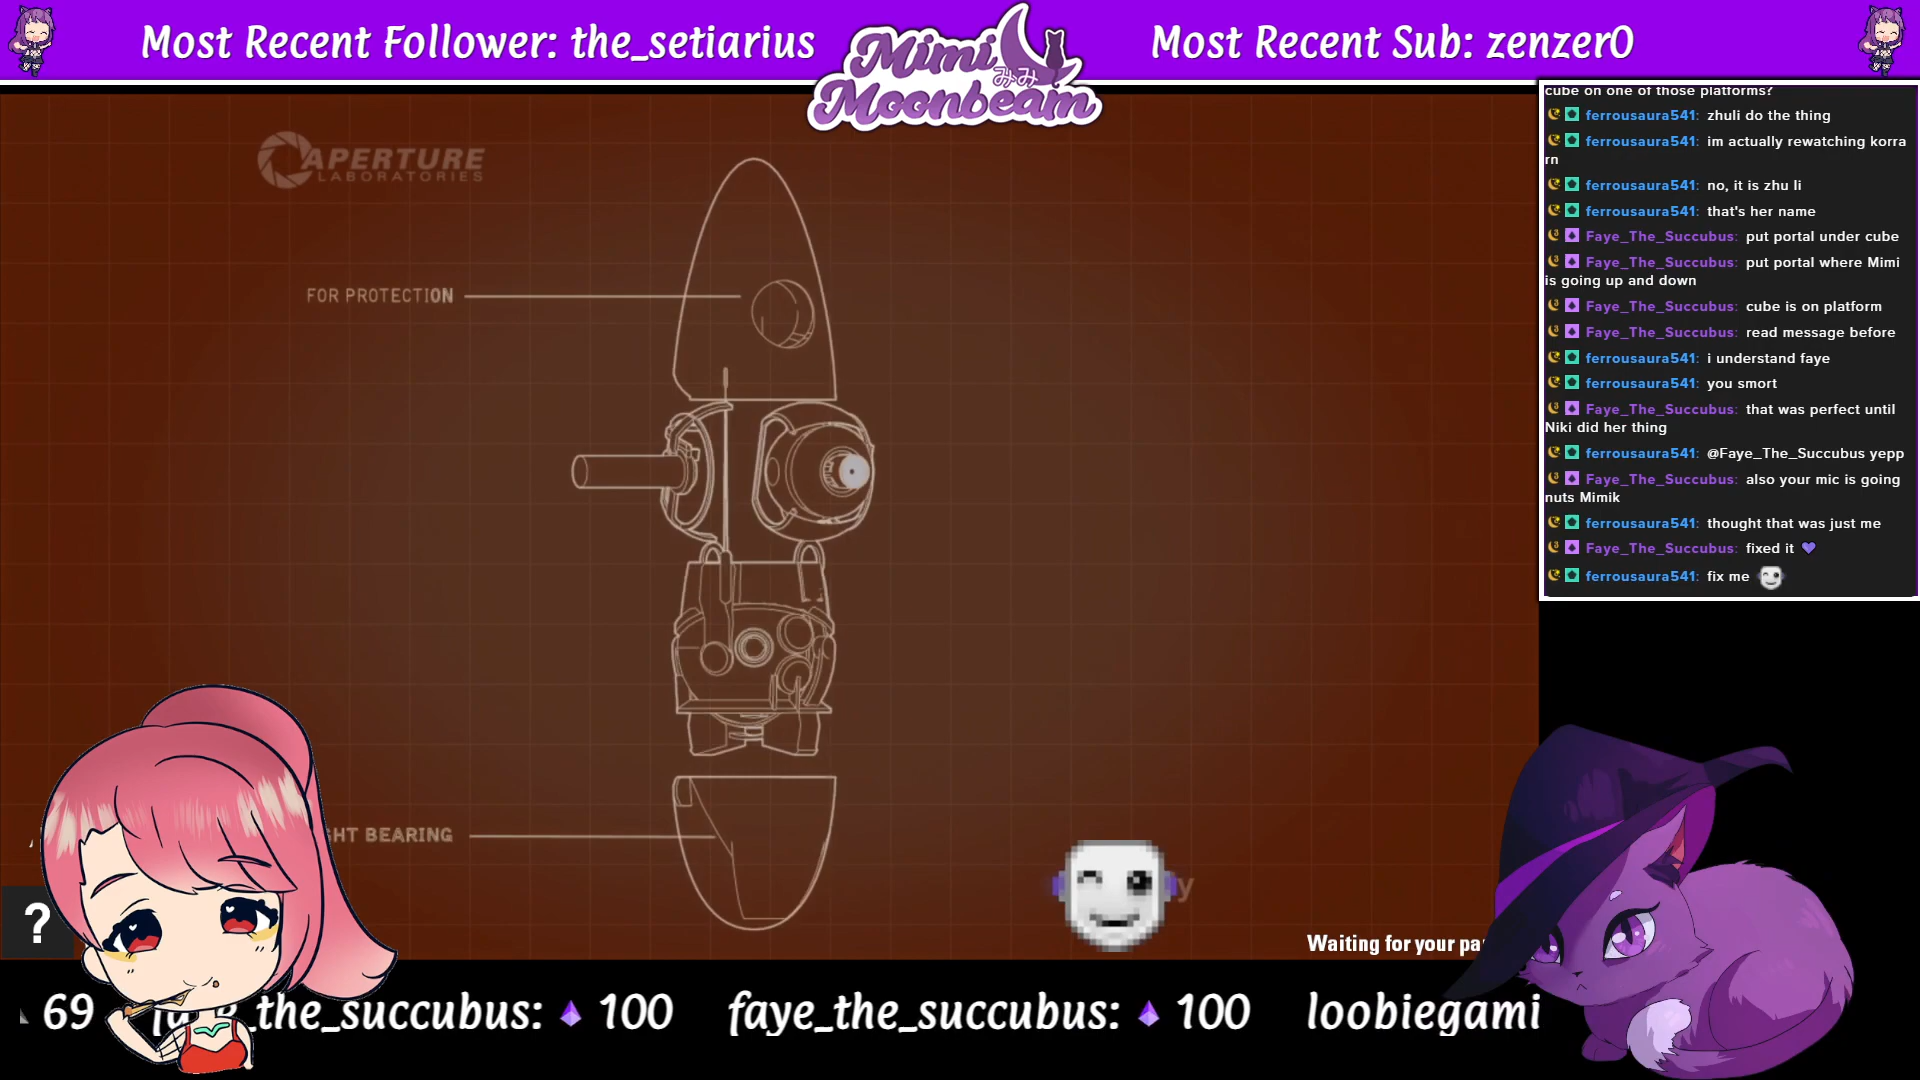 Most Recent Follower: the_setiarius
Mimi
みみ
Moonbeam
Most Recent Sub: zenzer0
APERTURE
LABORATORIES
FOR PROTECTION
GHT BEARING
?
y
Waiting for your pa
cube on one of those platforms?
ferrousaura541: zhuli do the thing
ferrousaura541: im actually rewatching korra
rn
ferrousaura541: no, it is zhu li
ferrousaura541: that's her name
Faye_The_Succubus: put portal under cube
Faye_The_Succubus: put portal where Mimi
is going up and down
Faye_The_Succubus: cube is on platform
Faye_The_Succubus: read message before
ferrousaura541: i understand faye
ferrousaura541: you smort
Faye_The_Succubus: that was perfect until
Niki did her thing
ferrousaura541: @Faye_The_Succubus yepp
Faye_The_Succubus: also your mic is going
nuts Mimik
ferrousaura541: thought that was just me
Faye_The_Succubus: fixed it 💜
ferrousaura541: fix me
69 faye_the_succubus: 100 faye_the_succubus: 100 loobiegami